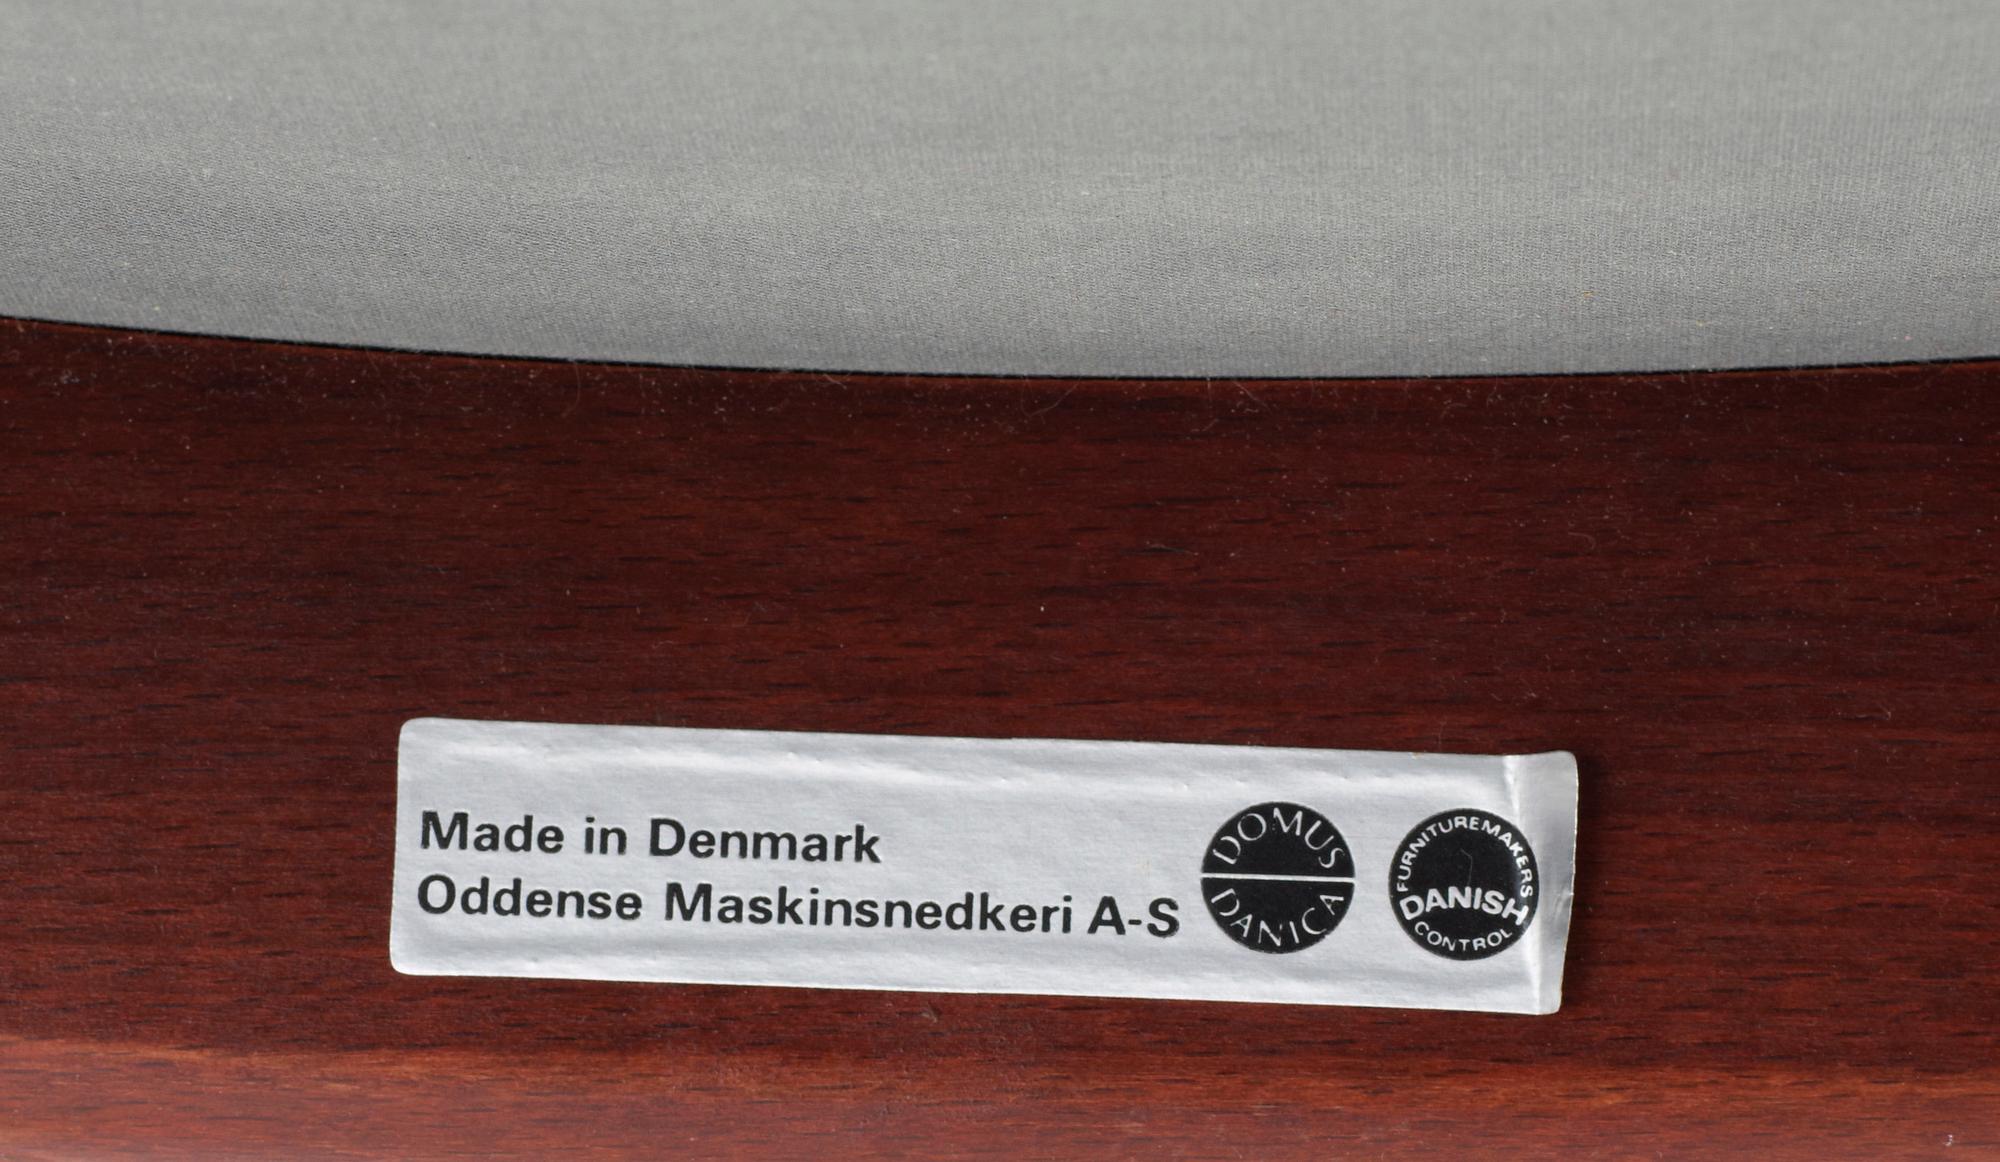 Made in Denmark
Oddense Maskinsnedkeri A-S
DOMUS
DANICA
FURNITUREMAKERS
DANISH
CONTROL